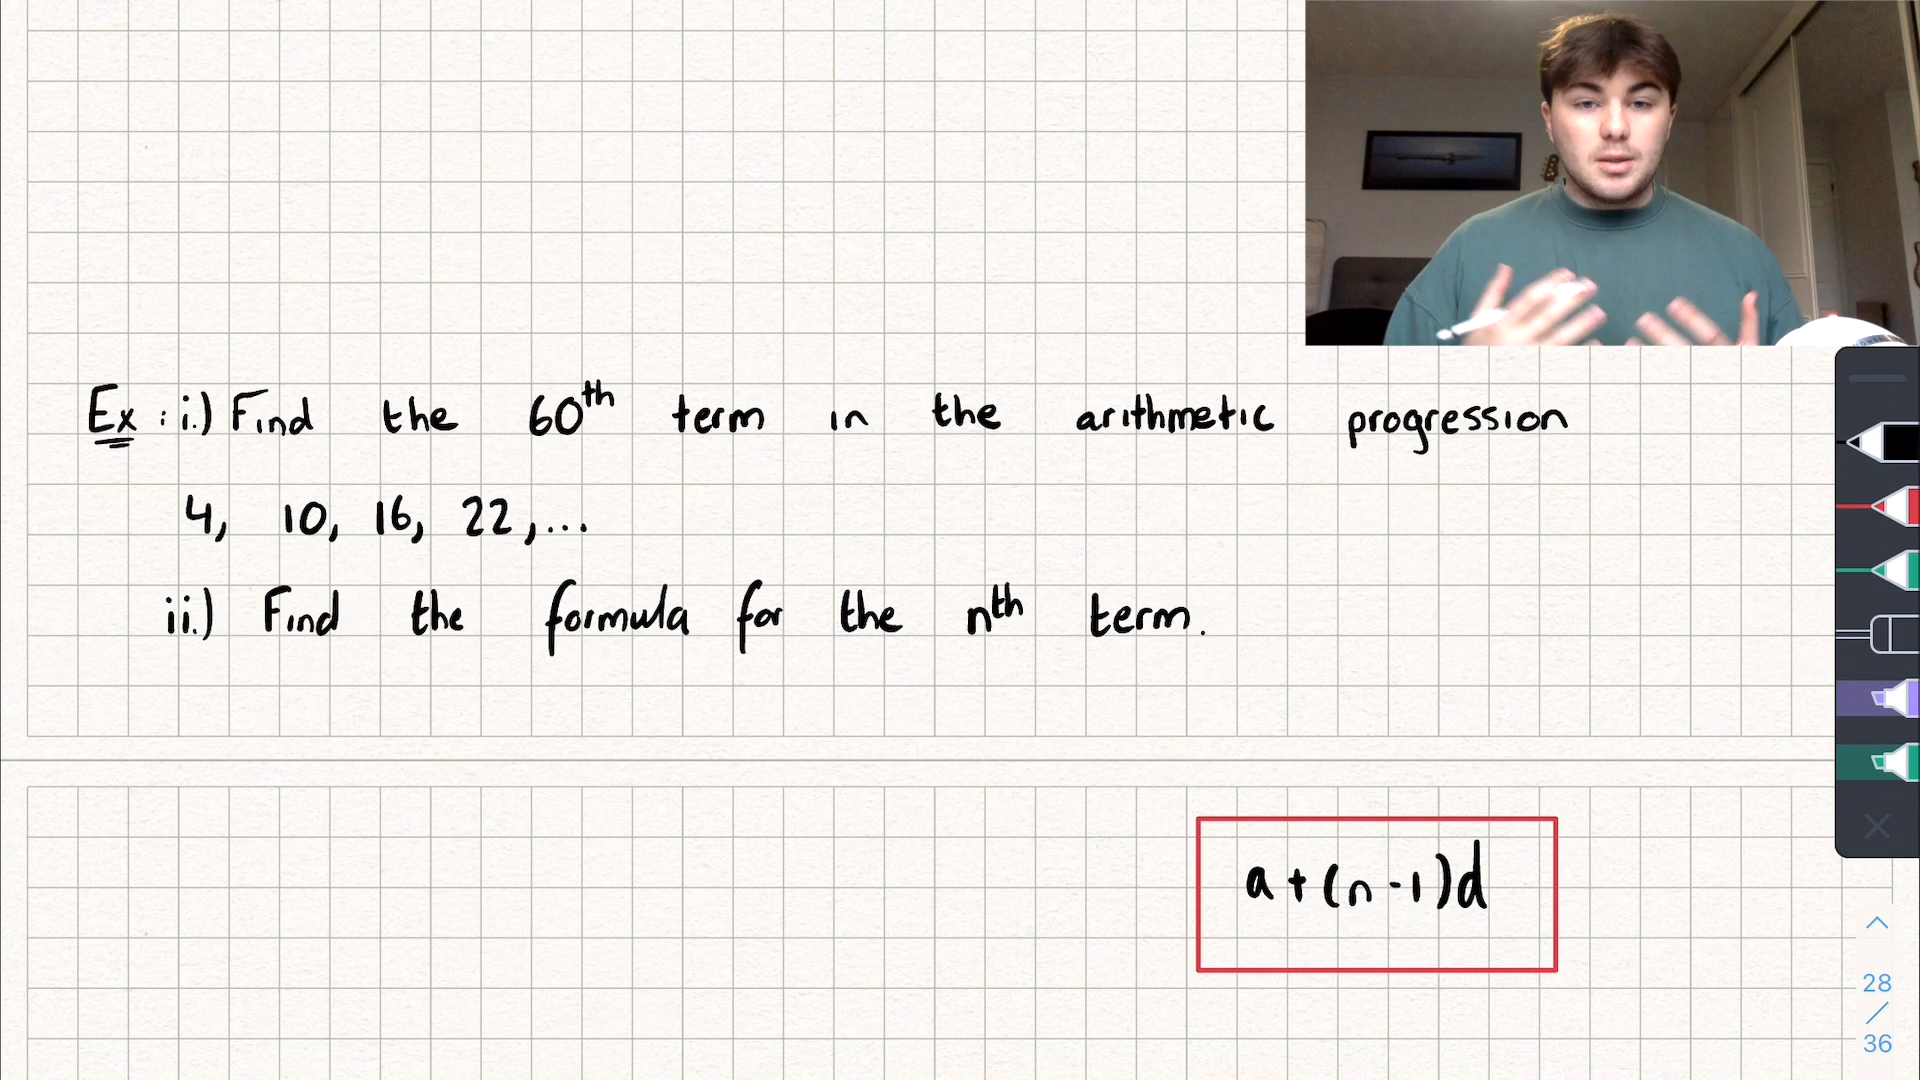 Ex : i.) Find the 60th term in the arithmetic progression
4, 10, 16, 22, ...
ii.) Find the formula for the nth term.
a + (n - 1)d
28
/
36